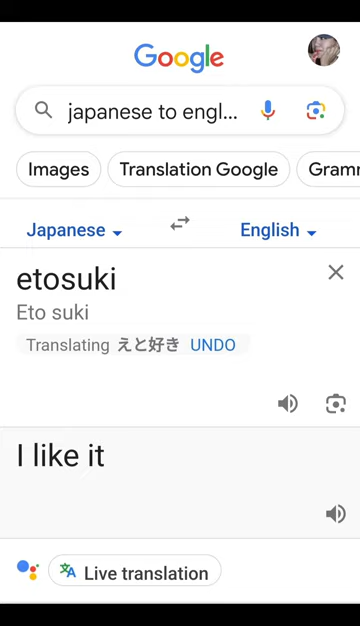 Google
japanese to engl...
Images Translation Google Gramm
Japanese English
etosuki
Eto suki
Translating えと好き UNDO
I like it
Live translation